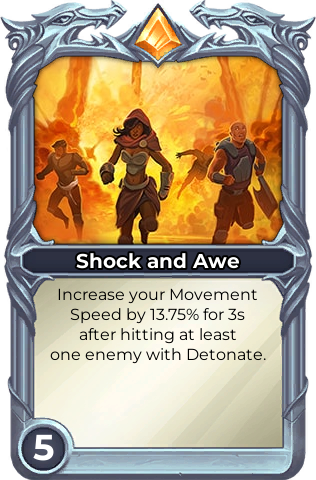 Shock and Awe
Increase your Movement
Speed by 13.75% for 3s
after hitting at least
one enemy with Detonate.
5